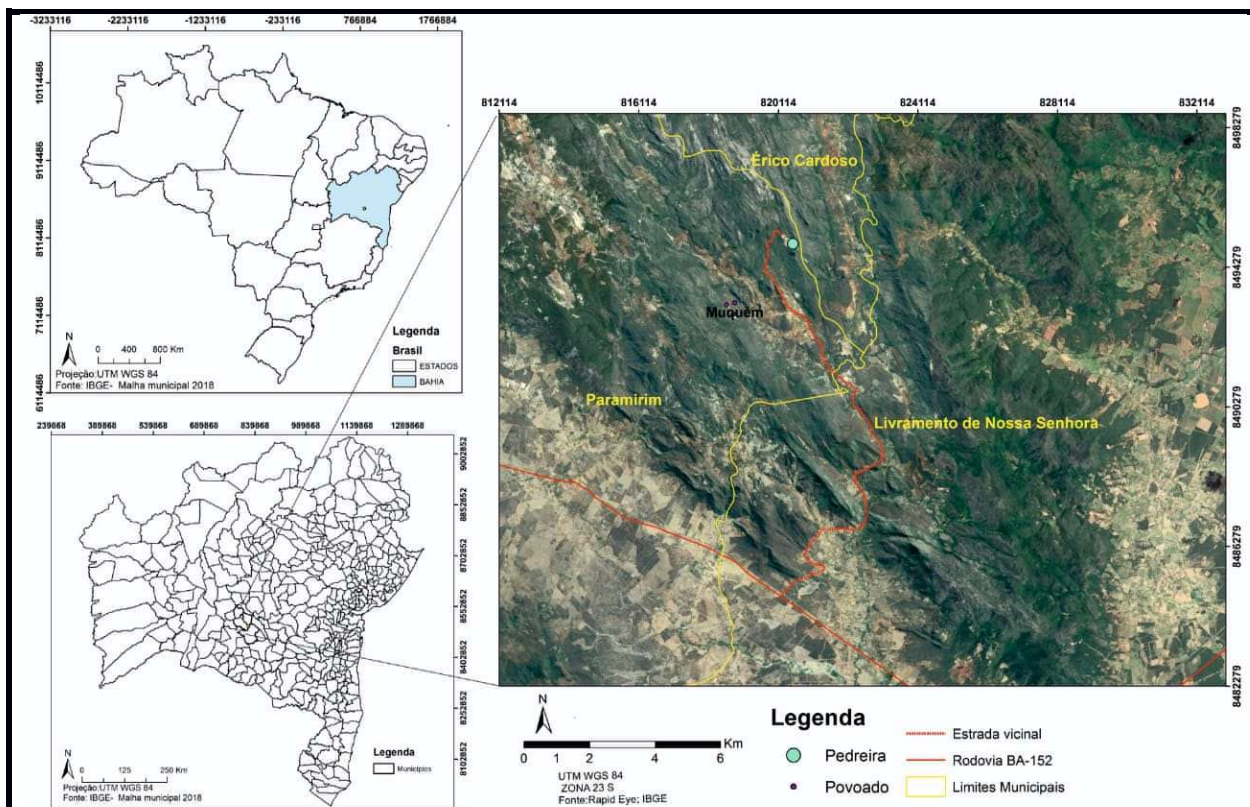 -3233116 -2233116 -1233116 -233116 766884 1766884
10114486
9114486
8114486
7114486
6114486
N
0 200 400 800 Km
Projeção:UTM WGS 84
Fonte: IBGE- Malha municipal 2018
Legenda
Brasil
ESTADOS
BAHIA
239868 389868 539868 689868 839868 989868 1139868 1289868
9002852
8852852
8702852
8552852
8402852
8252852
8102852
N
0 125 250 Km
Projeção:UTM WGS 84
Fonte: IBGE- Malha municipal 2018
Legenda
Municípios
812114 816114 820114 824114 828114 832114
8498279
8494279
8490279
8486279
8482279
Érico Cardoso
Muquém
Paramirim
Livramento de Nossa Senhora
N
0 1 2 4 6 Km
UTM WGS 84
ZONA 23 S
Fonte:Rapid Eye; IBGE
Legenda
Pedreira
Povoado
Estrada vicinal
Rodovia BA-152
Limites Municipais